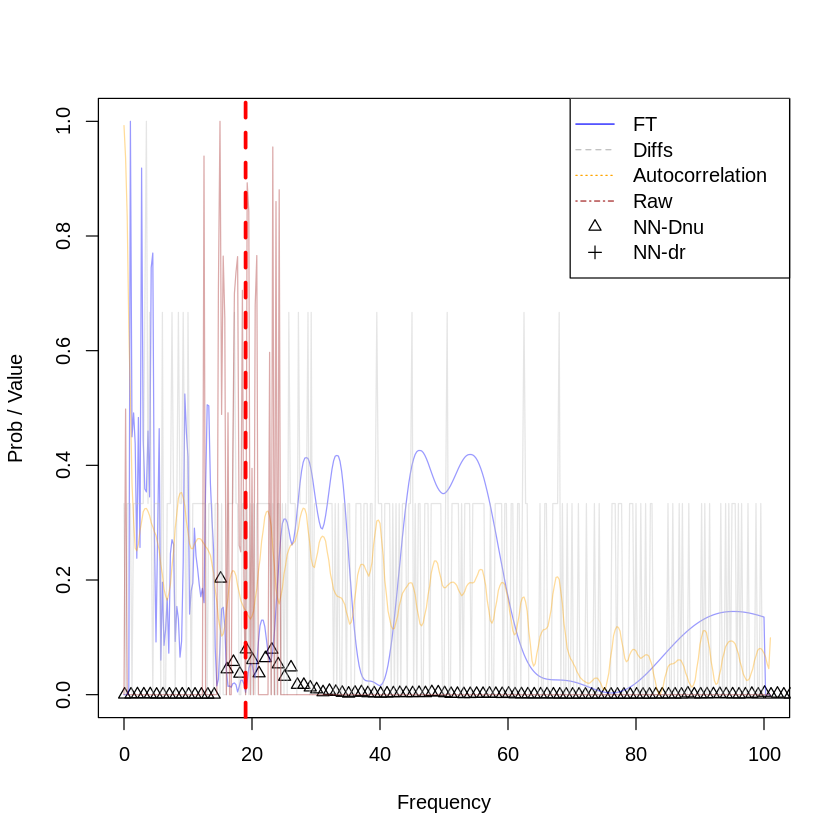 FT
Diffs
Autocorrelation
Raw
NN-Dnu
NN-dr
Prob / Value
1.0
0.8
0.6
0.4
0.2
0.0
0 20 40 60 80 100
Frequency